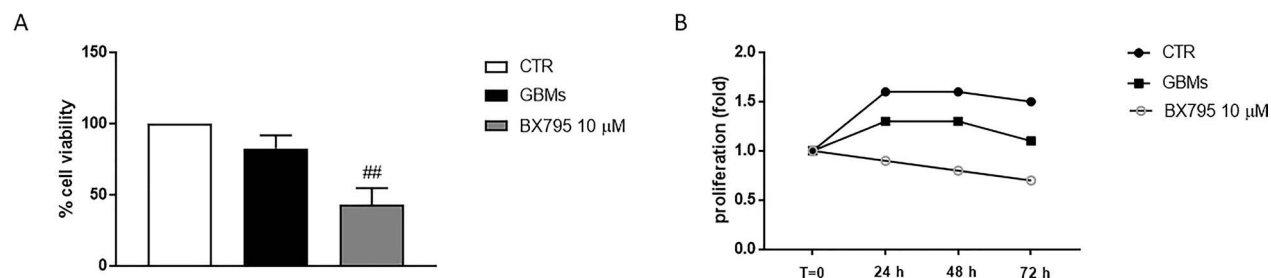 A
% cell viability
150
100
50
0
##
CTR
GBMs
BX795 10 μM
B
proliferation (fold)
2.0
1.5
1.0
0.5
0.0
T=0 24 h 48 h 72 h
CTR
GBMs
BX795 10 μM